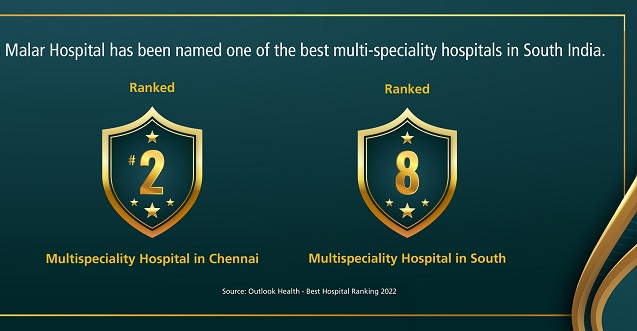 Malar Hospital has been named one of the best multi-speciality hospitals in South India.
Ranked
#2
Multispeciality Hospital in Chennai
Ranked
8
Multispeciality Hospital in South
Source: Outlook Health - Best Hospital Ranking 2022